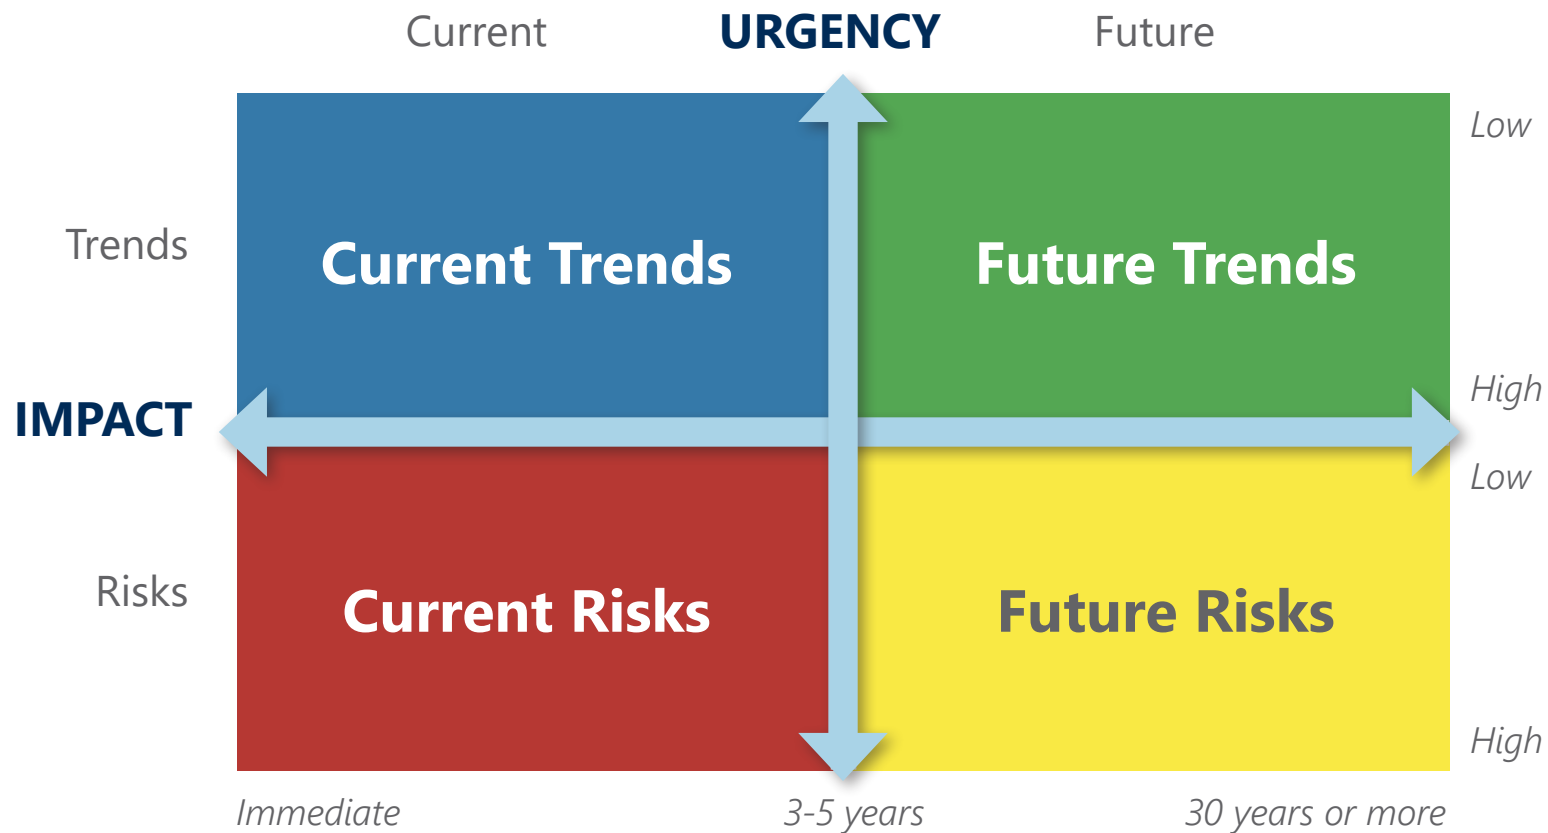 Current URGENCY Future
Low
Trends Current Trends Future Trends
High
IMPACT
Low
Risks Current Risks Future Risks
High
Immediate 3-5 years 30 years or more